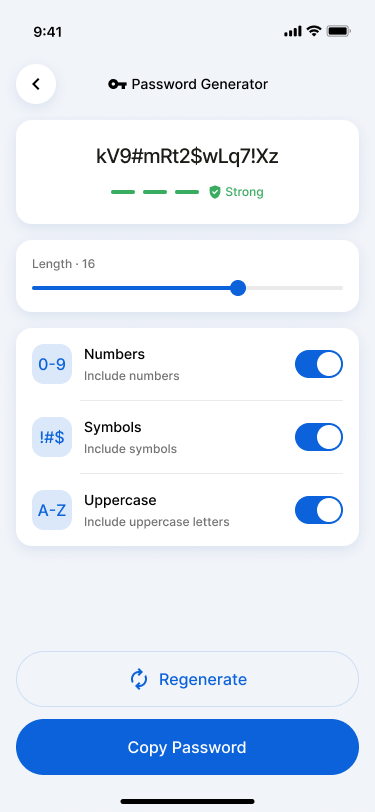 9:41
Password Generator
kV9#mRt2$wLq7!Xz
Strong
Length · 16
0-9
Numbers
Include numbers
!#$
Symbols
Include symbols
A-Z
Uppercase
Include uppercase letters
Regenerate
Copy Password